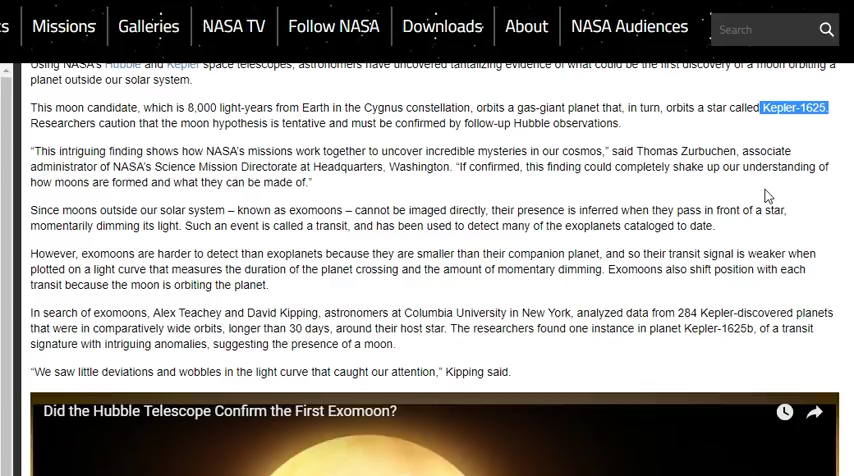 Missions
Galleries
NASA TV
Follow NASA
Downloads
About
NASA Audiences
Search
Using NASA's Hubble and Kepler space telescopes, astronomers have uncovered tantalizing evidence of what could be the first discovery of a moon orbiting a
planet outside our solar system.
This moon candidate, which is 8,000 light-years from Earth in the Cygnus constellation, orbits a gas-giant planet that, in turn, orbits a star called Kepler-1625.
Researchers caution that the moon hypothesis is tentative and must be confirmed by follow-up Hubble observations.
“This intriguing finding shows how NASA’s missions work together to uncover incredible mysteries in our cosmos,” said Thomas Zurbuchen, associate
administrator of NASA’s Science Mission Directorate at Headquarters, Washington. “If confirmed, this finding could completely shake up our understanding of
how moons are formed and what they can be made of.”
Since moons outside our solar system – known as exomoons – cannot be imaged directly, their presence is inferred when they pass in front of a star,
momentarily dimming its light. Such an event is called a transit, and has been used to detect many of the exoplanets cataloged to date.
However, exomoons are harder to detect than exoplanets because they are smaller than their companion planet, and so their transit signal is weaker when
plotted on a light curve that measures the duration of the planet crossing and the amount of momentary dimming. Exomoons also shift position with each
transit because the moon is orbiting the planet.
In search of exomoons, Alex Teachey and David Kipping, astronomers at Columbia University in New York, analyzed data from 284 Kepler-discovered planets
that were in comparatively wide orbits, longer than 30 days, around their host star. The researchers found one instance in planet Kepler-1625b, of a transit
signature with intriguing anomalies, suggesting the presence of a moon.
“We saw little deviations and wobbles in the light curve that caught our attention,” Kipping said.
Did the Hubble Telescope Confirm the First Exomoon?